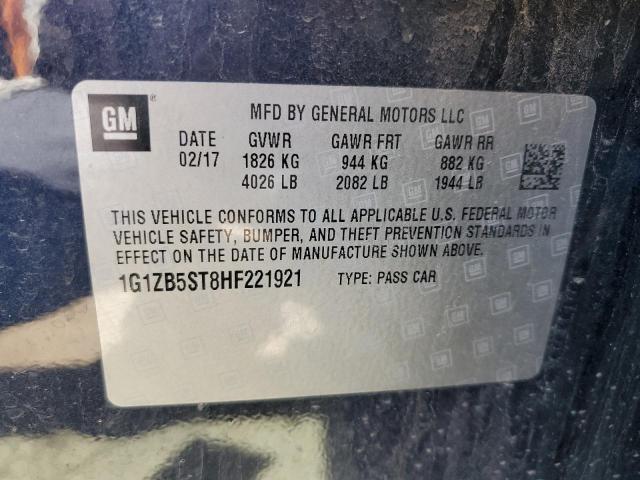 GM ®
MFD BY GENERAL MOTORS LLC
DATE GVWR GAWR FRT GAWR RR
02/17 1826 KG 944 KG 882 KG
4026 LB 2082 LB 1944 LB
THIS VEHICLE CONFORMS TO ALL APPLICABLE U.S. FEDERAL MOTOR
VEHICLE SAFETY, BUMPER, AND THEFT PREVENTION STANDARDS IN
EFFECT ON THE DATE OF MANUFACTURE SHOWN ABOVE.
1G1ZB5ST8HF221921 TYPE: PASS CAR